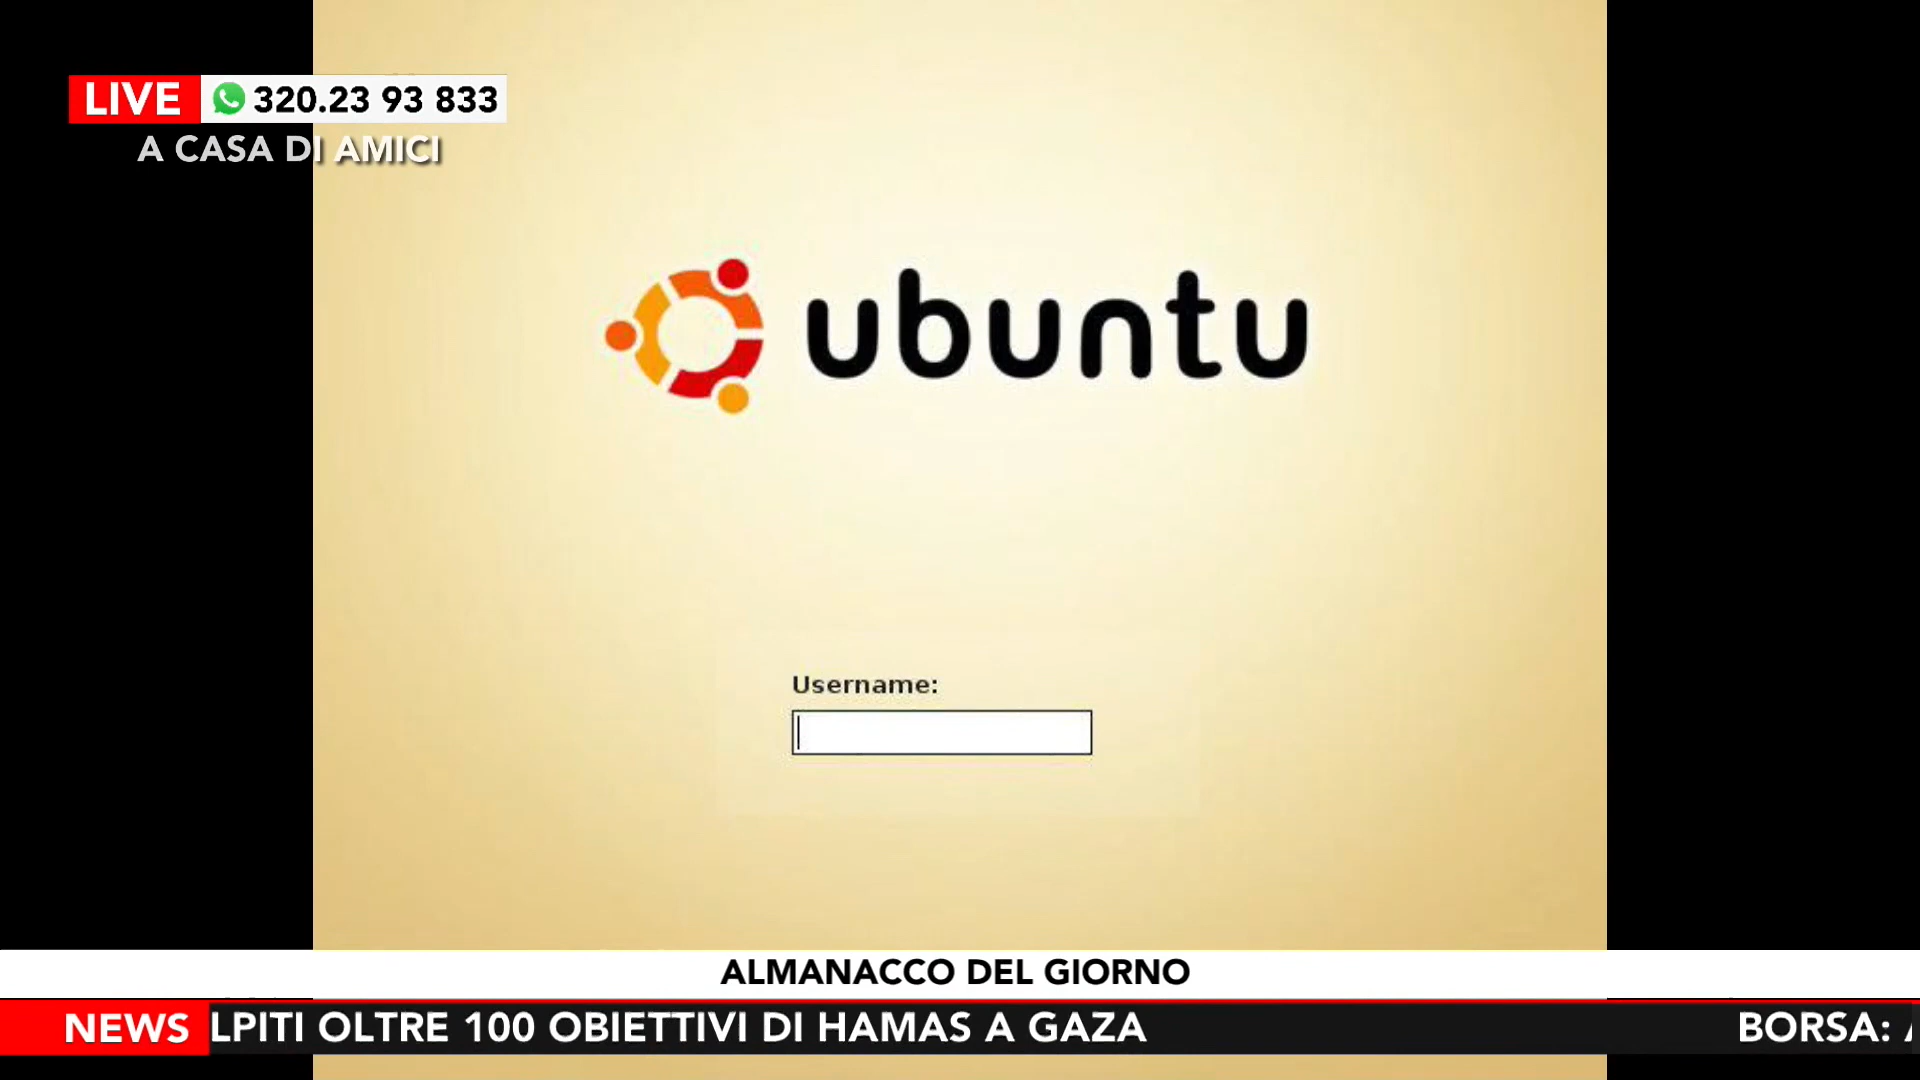 LIVE 320.23 93 833
A CASA DI AMICI
ubuntu
Username:
ALMANACCO DEL GIORNO
NEWS LPITI OLTRE 100 OBIETTIVI DI HAMAS A GAZA BORSA: